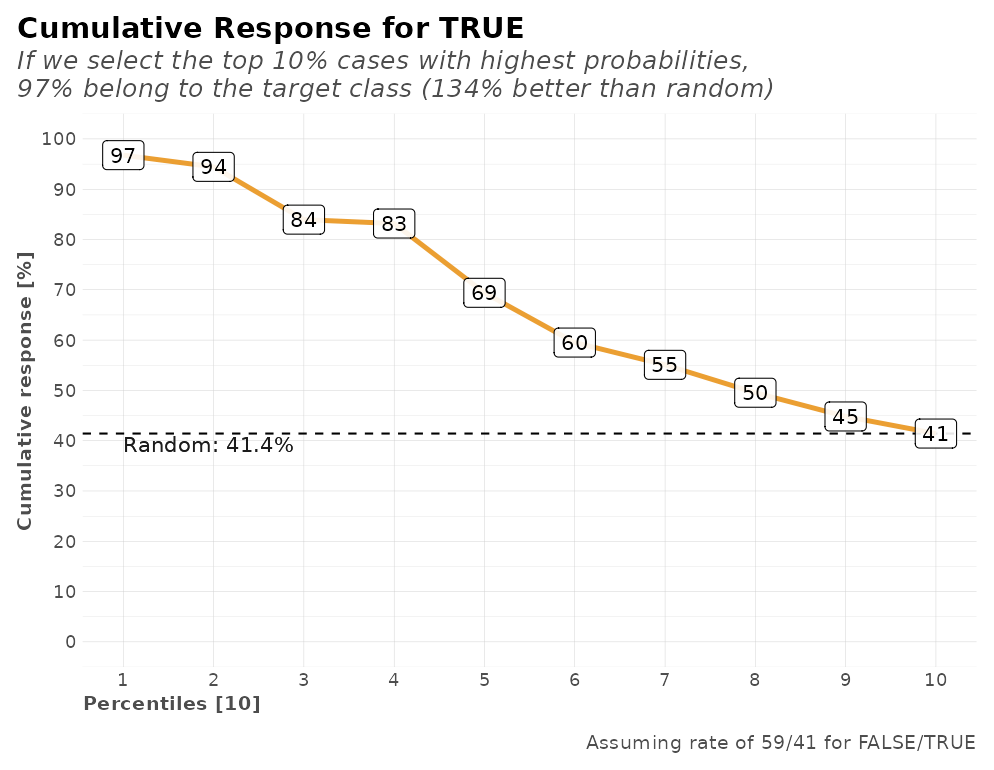 Cumulative Response for TRUE
If we select the top 10% cases with highest probabilities,
97% belong to the target class (134% better than random)
Cumulative response [%]
100
90
80
70
60
50
40
30
20
10
0
97
94
84
83
69
60
55
50
45
41
Random: 41.4%
1 2 3 4 5 6 7 8 9 10
Percentiles [10]
Assuming rate of 59/41 for FALSE/TRUE